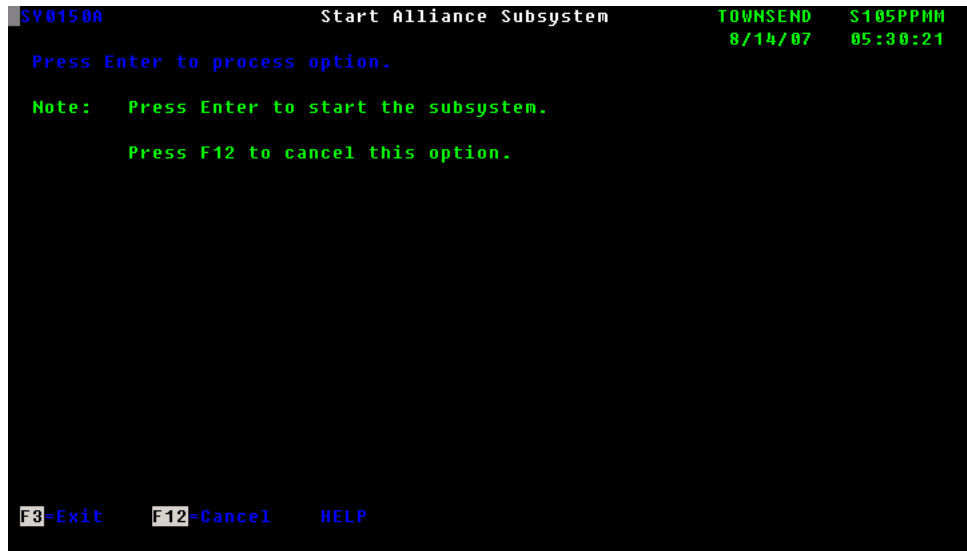 SY0150A Start Alliance Subsystem TOWNSEND S105PPMM
8/14/07 05:30:21
Press Enter to process option.
Note: Press Enter to start the subsystem.
Press F12 to cancel this option.
F3=Exit F12=Cancel HELP